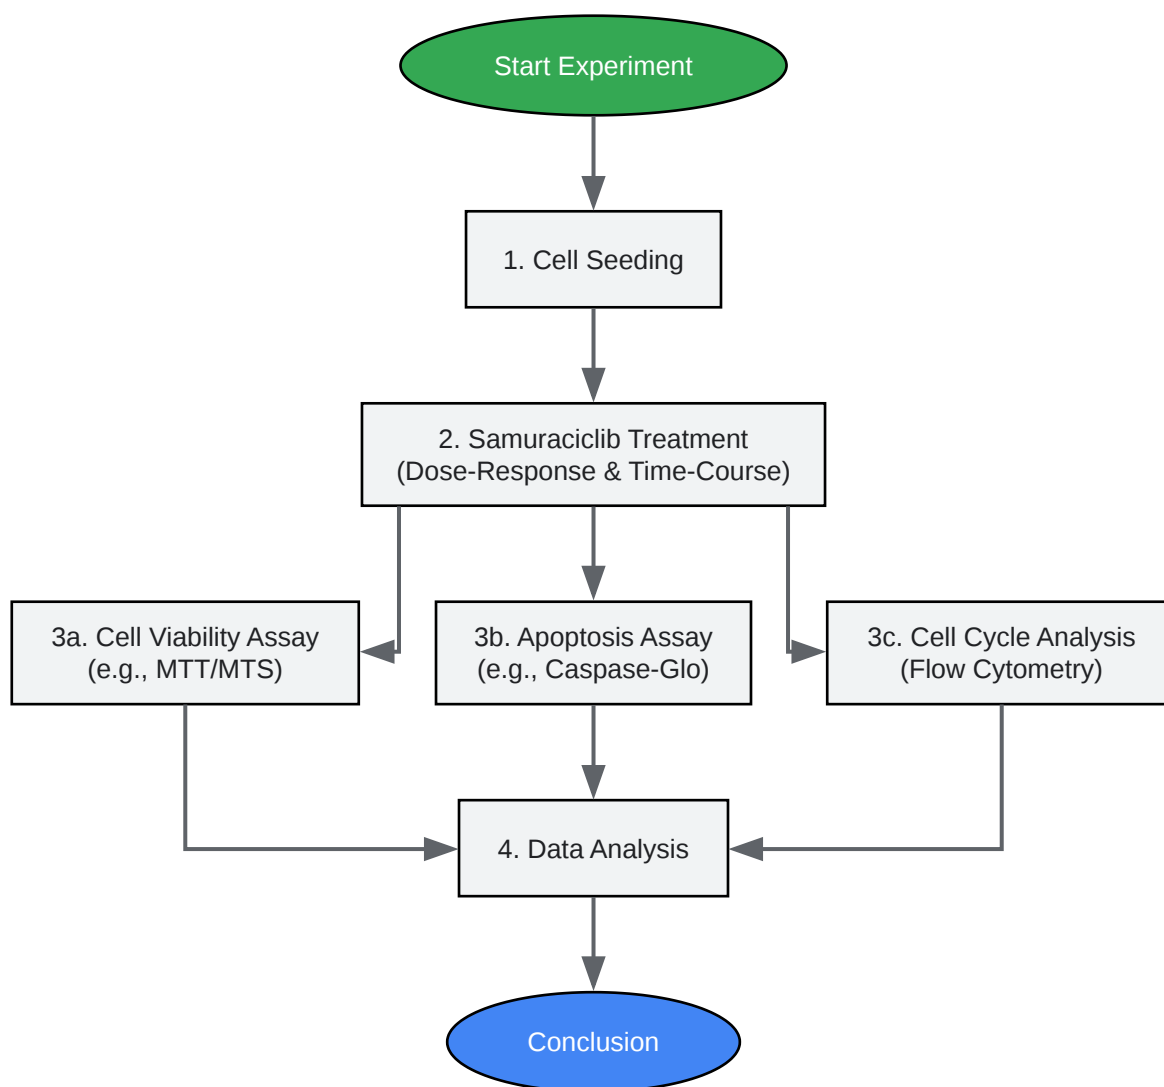 Start Experiment
1. Cell Seeding
2. Samuraciclib Treatment
(Dose-Response & Time-Course)
3a. Cell Viability Assay
(e.g., MTT/MTS)
3b. Apoptosis Assay
(e.g., Caspase-Glo)
3c. Cell Cycle Analysis
(Flow Cytometry)
4. Data Analysis
Conclusion